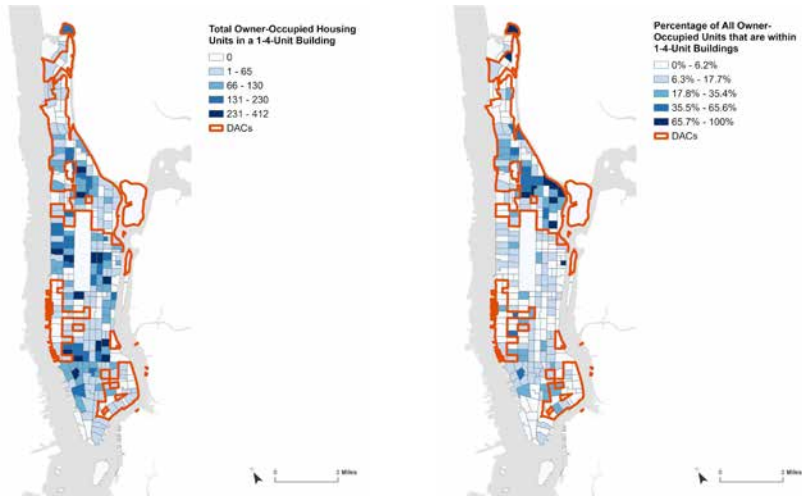 Total Owner-Occupied Housing
Units in a 1-4-Unit Building
0
1 - 65
66 - 130
131 - 230
231 - 412
DACs
0
2 Miles
Percentage of All Owner-
Occupied Units that are within
1-4-Unit Buildings
0% - 6.2%
6.3% - 17.7%
17.8% - 35.4%
35.5% - 65.6%
65.7% - 100%
DACs
0
2 Miles